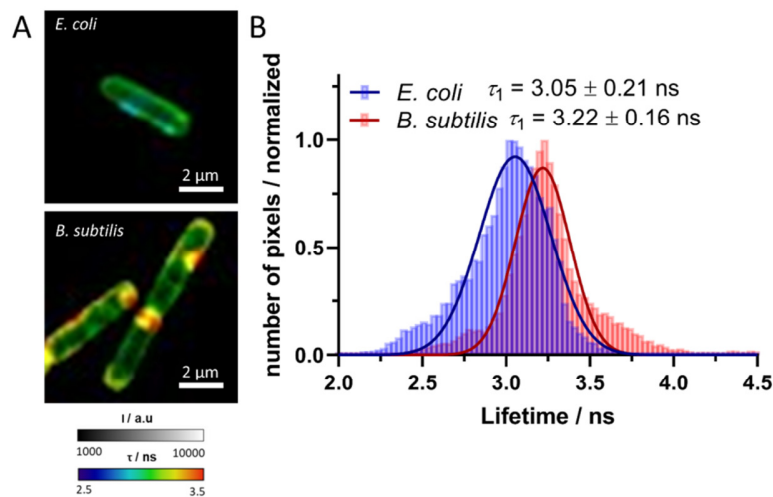 A
E. coli
2 μm
B. subtilis
2 μm
I / a.u
1000 10000
τ / ns
2.5 3.5
B
E. coli τ1 = 3.05 ± 0.21 ns
B. subtilis τ1 = 3.22 ± 0.16 ns
number of pixels / normalized
1.0
0.5
0.0
2.0 2.5 3.0 3.5 4.0 4.5
Lifetime / ns